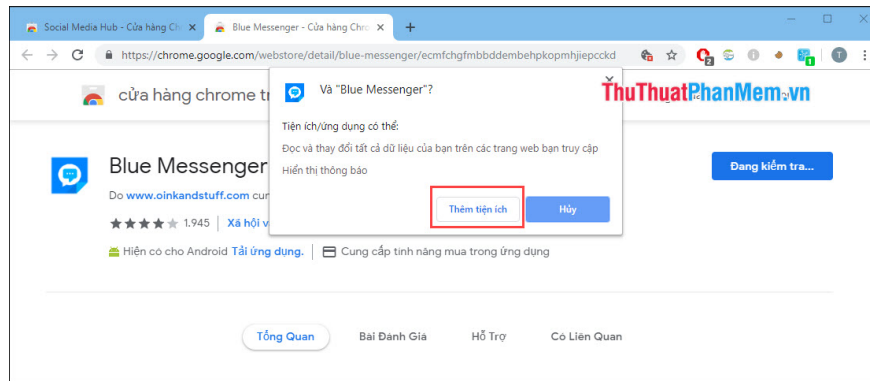 Social Media Hub - Cửa hàng Ch
Blue Messenger - Cửa hàng Chro
https://chrome.google.com/webstore/detail/blue-messenger/ecmfchgfmbbddembehpkopmhjiepcckd
2
1
T
cửa hàng chrome tr
ThuThuatPhanMem.vn
Và "Blue Messenger"?
Tiện ích/ứng dụng có thể:
Đọc và thay đổi tất cả dữ liệu của bạn trên các trang web bạn truy cập
Hiển thị thông báo
Thêm tiện ích
Hủy
Blue Messenger
Đang kiểm tra...
Do www.oinkandstuff.com cun
1.945
Xã hội v
Hiện có cho Android Tải ứng dụng.
Cung cấp tính năng mua trong ứng dụng
Tổng Quan
Bài Đánh Giá
Hỗ Trợ
Có Liên Quan